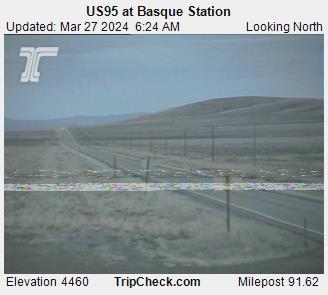 US95 at Basque Station
Updated: Mar 27 2024 6:24 AM Looking North
Elevation 4460 TripCheck.com Milepost 91.62